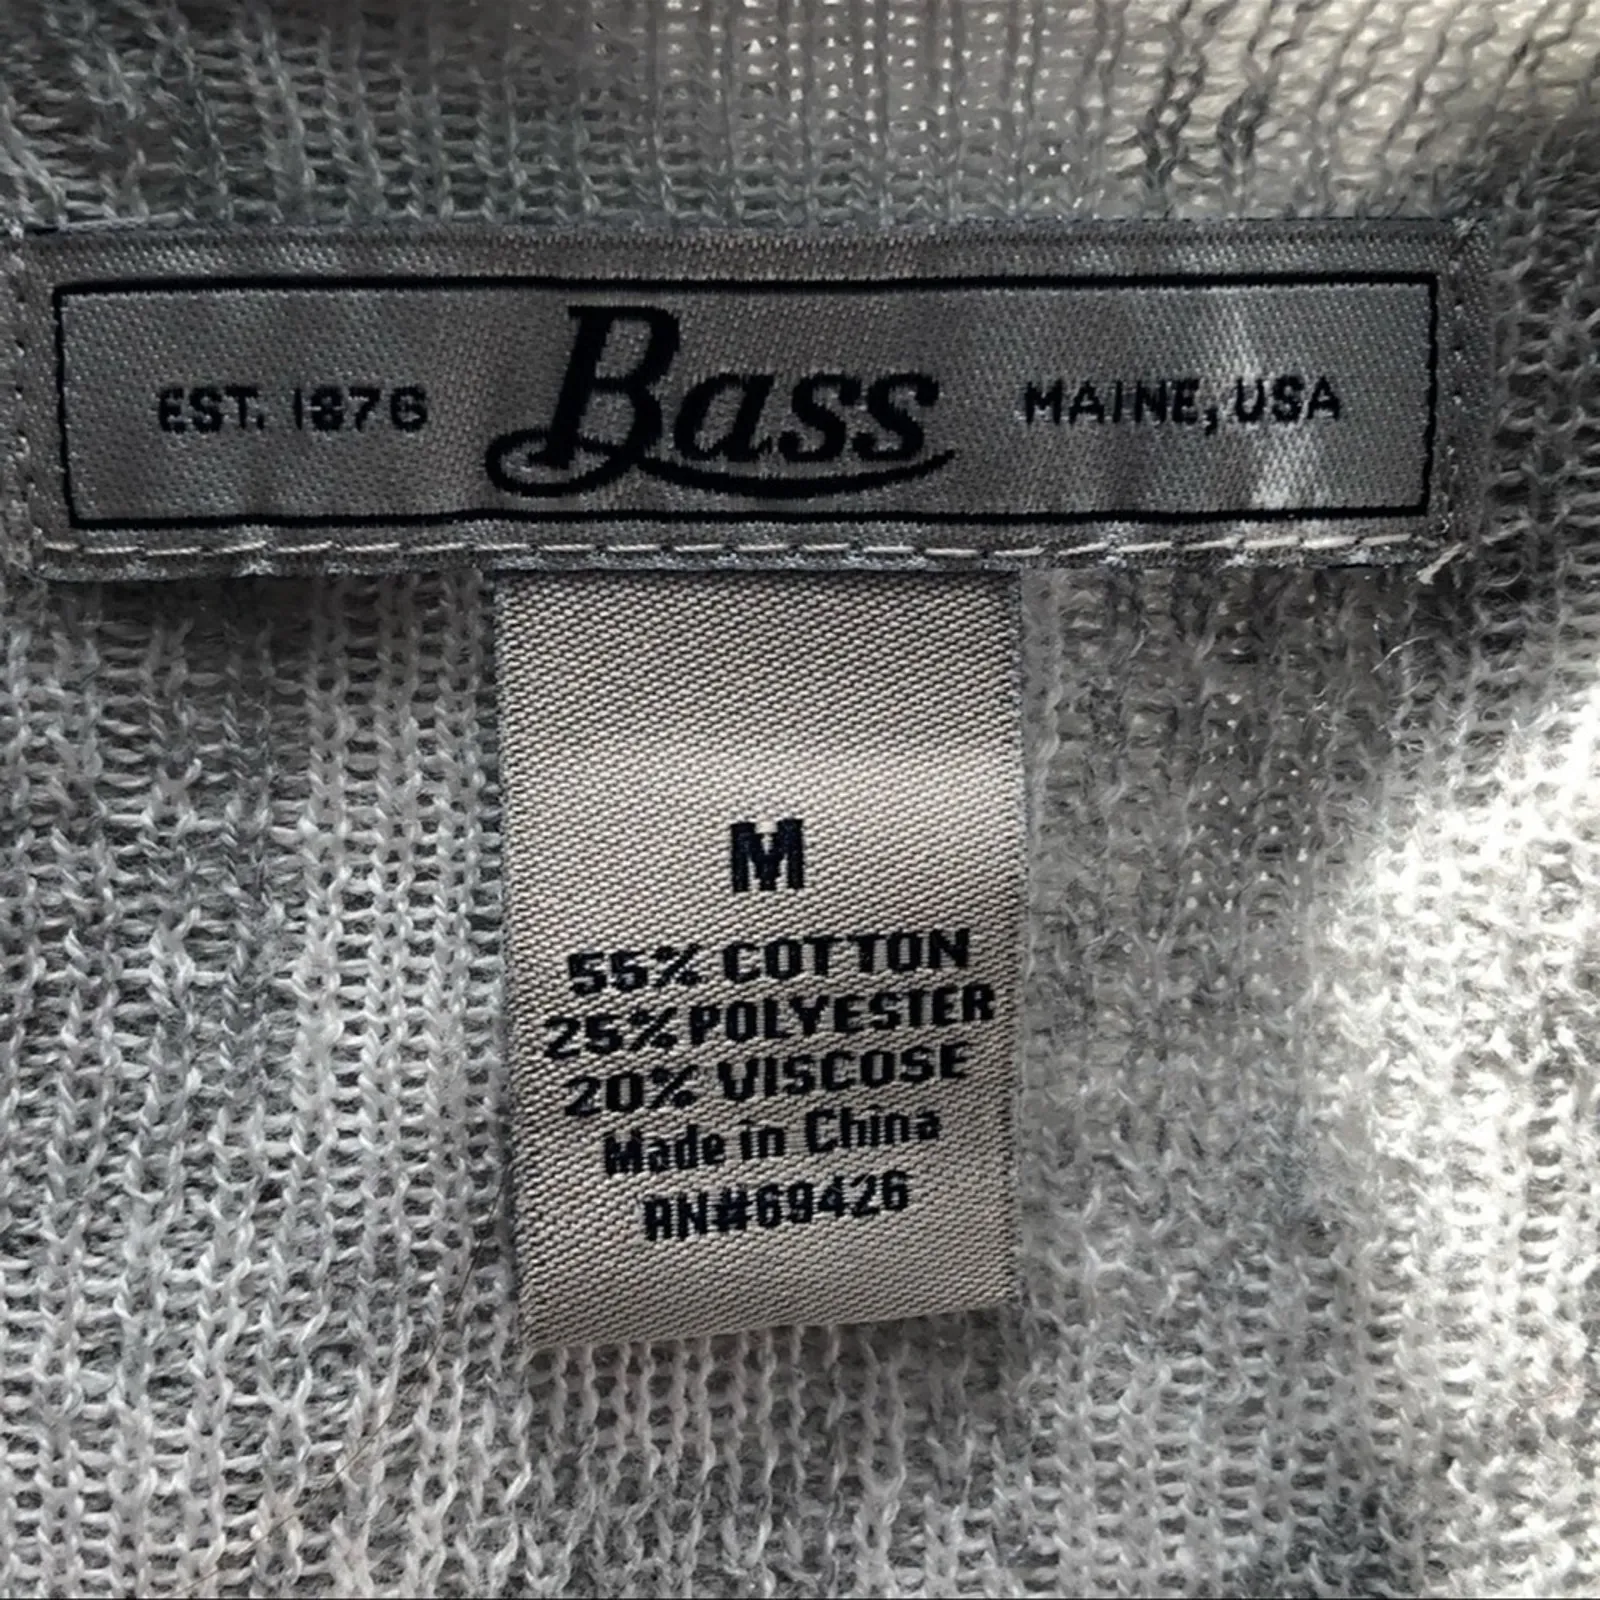 EST. 1876 Bass MAINE, USA
M
55% COTTON
25% POLYESTER
20% VISCOSE
Made in China
RN#69426